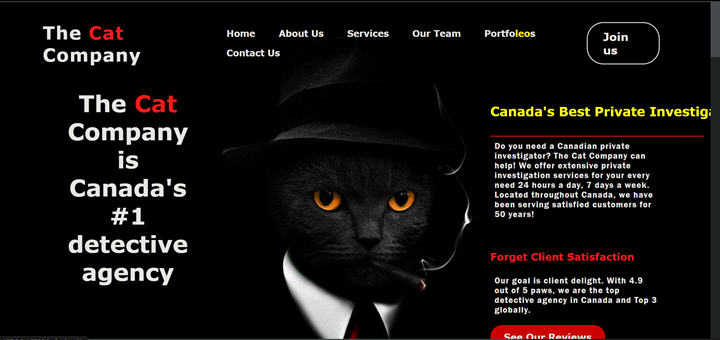 The Cat
Company
Home
About Us
Services
Our Team
Portfoleos
Contact Us
Join
us
The Cat
Company
is
Canada's
#1
detective
agency
Canada's Best Private Investiga
Do you need a Canadian private
investigator? The Cat Company can
help! We offer extensive private
investigation services for your every
need 24 hours a day, 7 days a week.
Located throughout Canada, we have
been serving satisfied customers for
50 years!
Forget Client Satisfaction
Our goal is client delight. With 4.9
out of 5 paws, we are the top
detective agency in Canada and Top 3
globally.
See Our Reviews